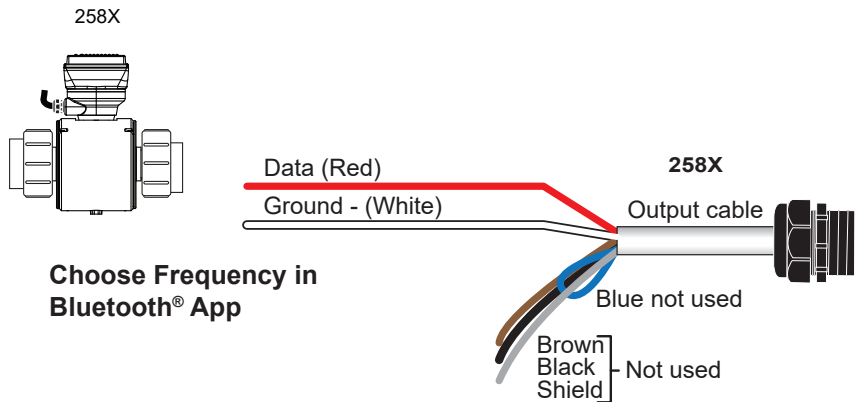 258X
Data (Red)
258X
Ground - (White)
Output cable
Choose Frequency in
Bluetooth® App
Blue not used
Brown
Black
Shield
Not used